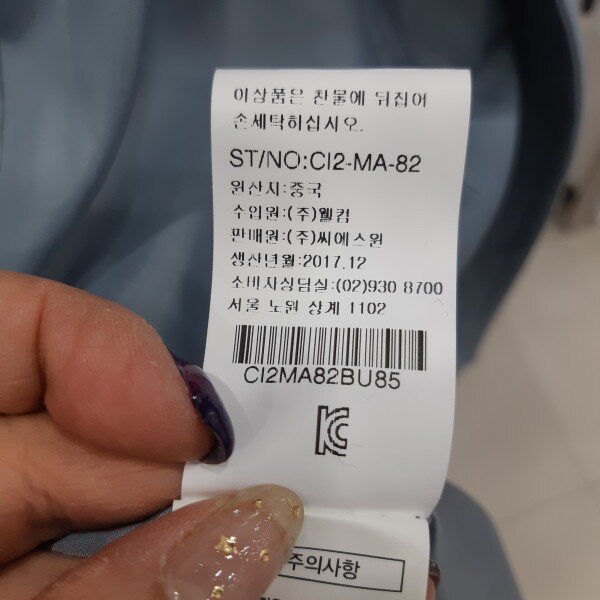 이상품은 찬물에 뒤집어
손세탁하십시오.
ST/NO:CI2-MA-82
원산지:중국
수입원:(주)웰컴
판매원:(주)씨에스윈
생산년월:2017.12
소비자상담실:(02)930 8700
서울 노원 상계 1102
CI2MA82BU85
KC
주의사항